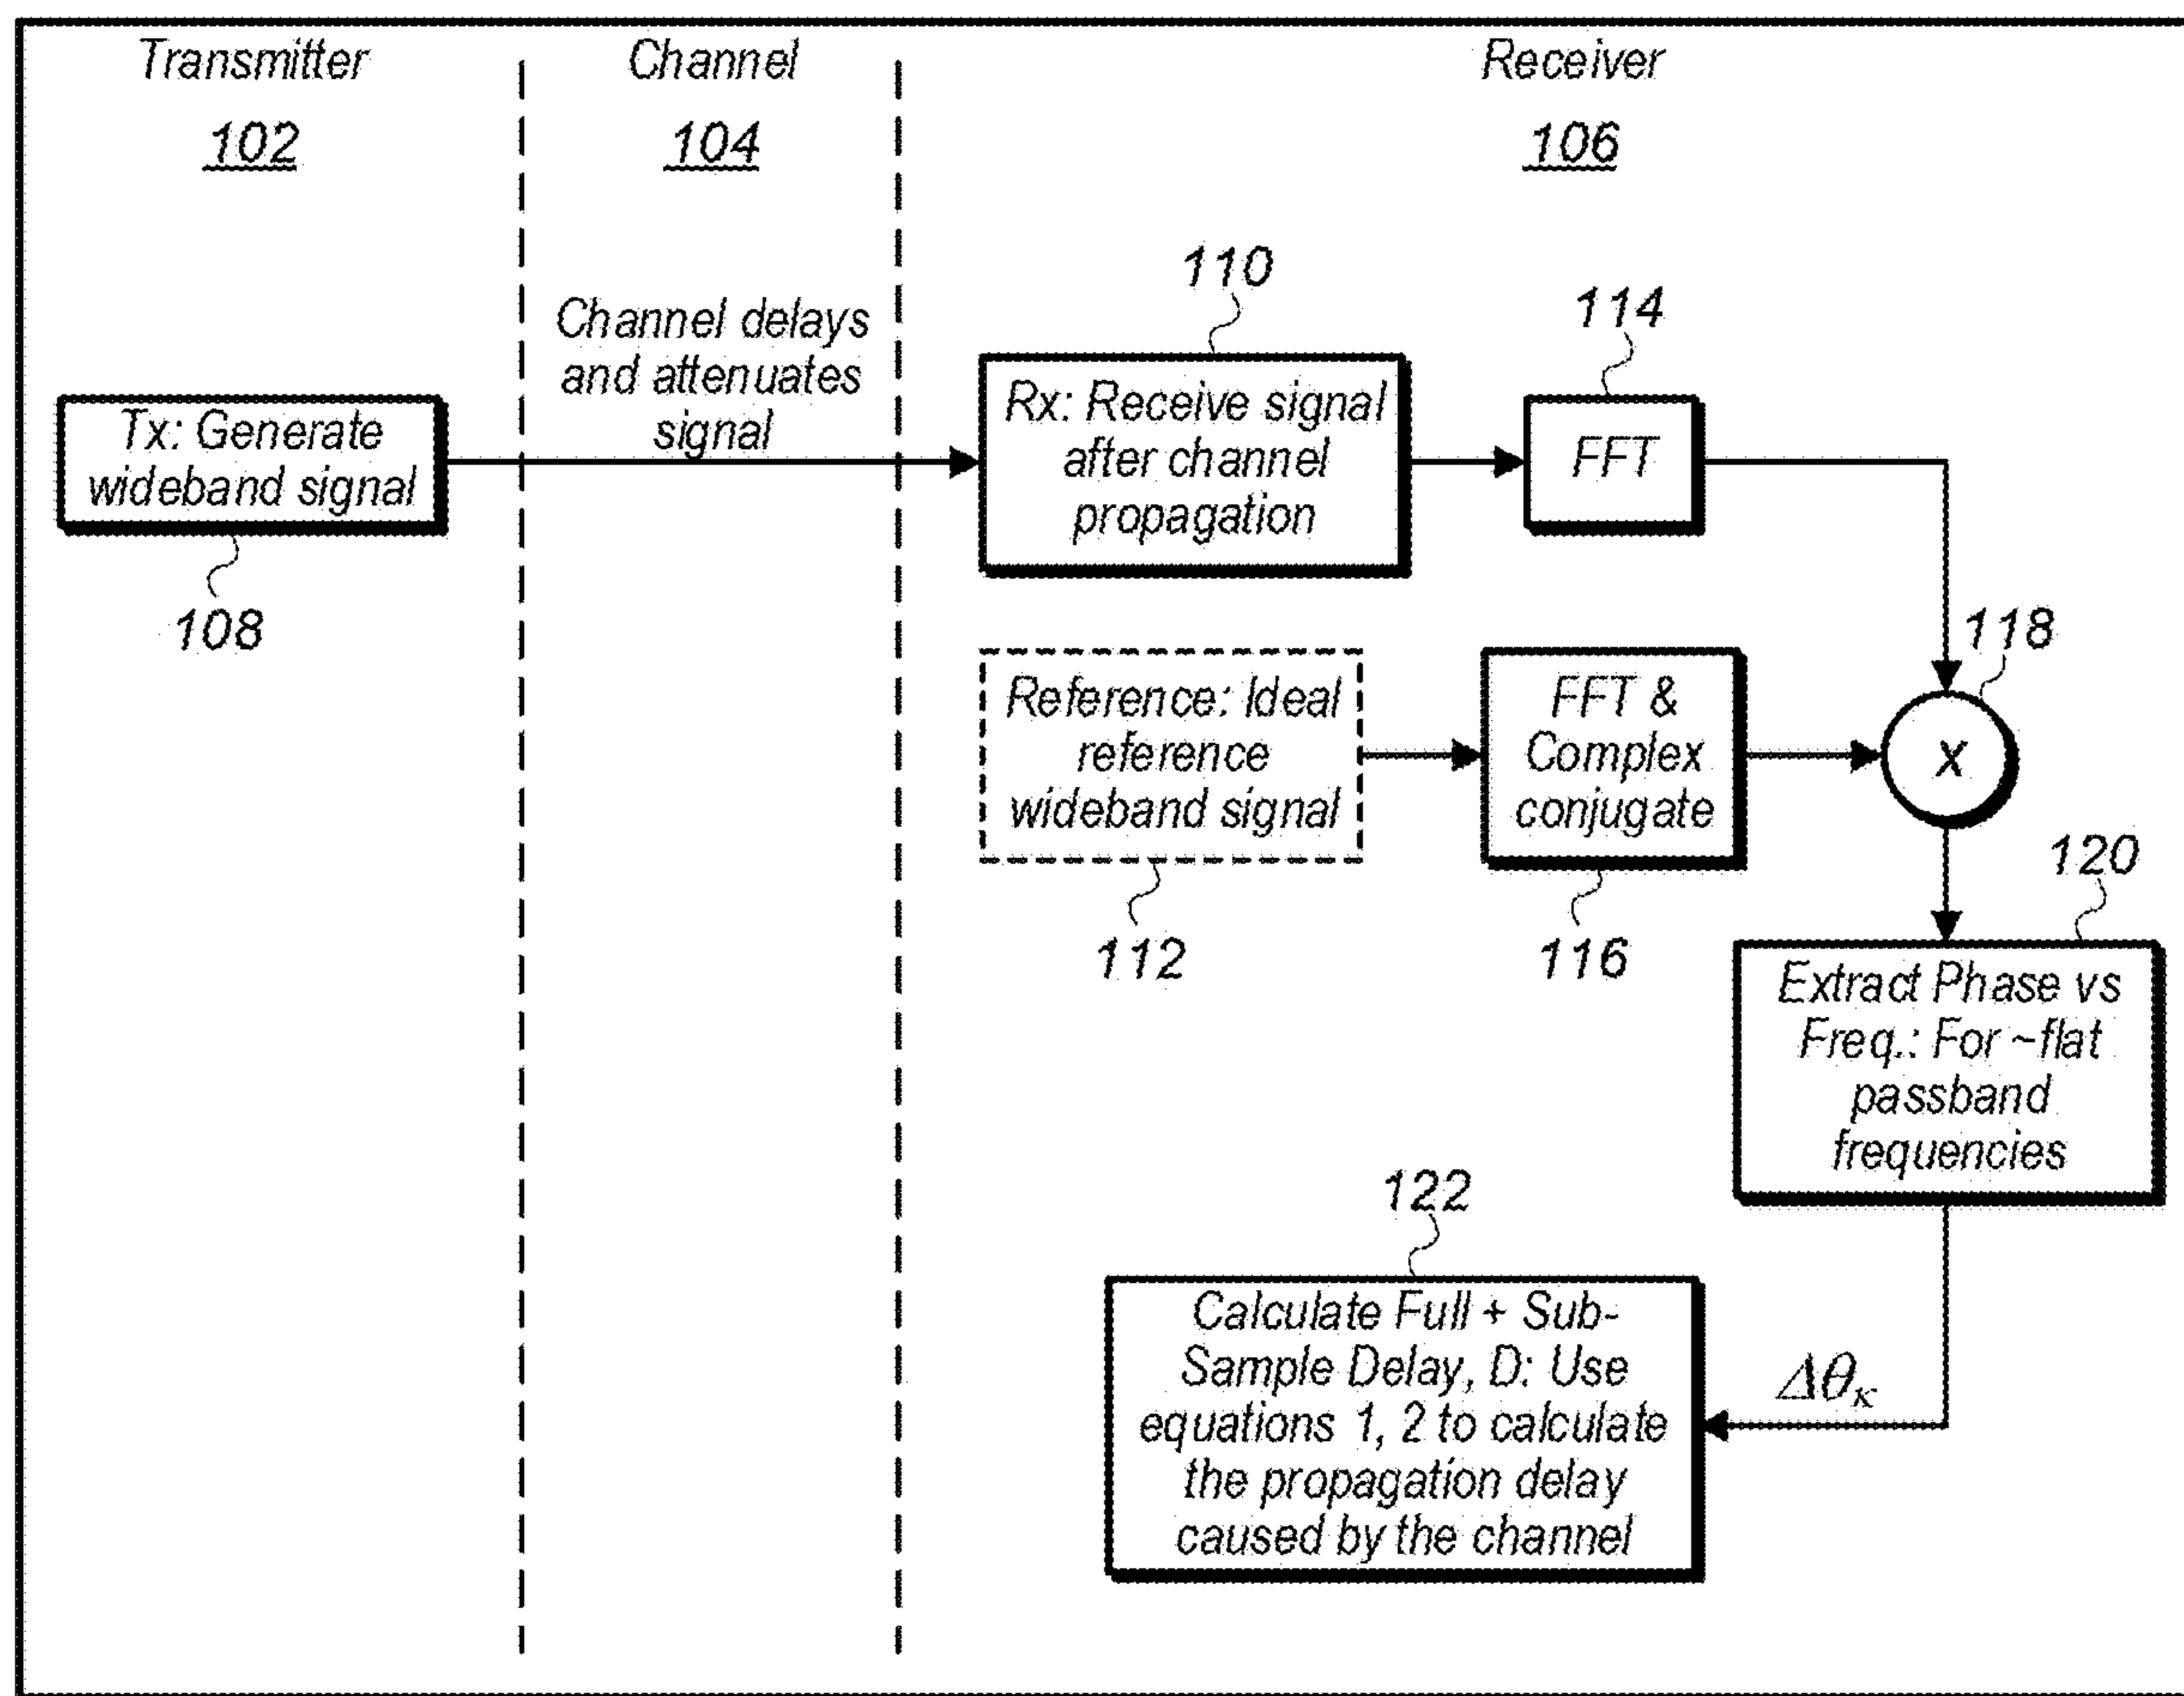 Transmitter
102
Channel
104
Receiver
106
Channel delays
and attenuates
signal
Tx: Generate
wideband signal
108
110
Rx: Receive signal
after channel
propagation
114
FFT
Reference: Ideal
reference
wideband signal
112
FFT &
Complex
conjugate
116
118
x
120
Extract Phase vs
Freq.: For ~flat
passband
frequencies
Δθκ
122
Calculate Full + Sub-
Sample Delay, D: Use
equations 1, 2 to calculate
the propagation delay
caused by the channel